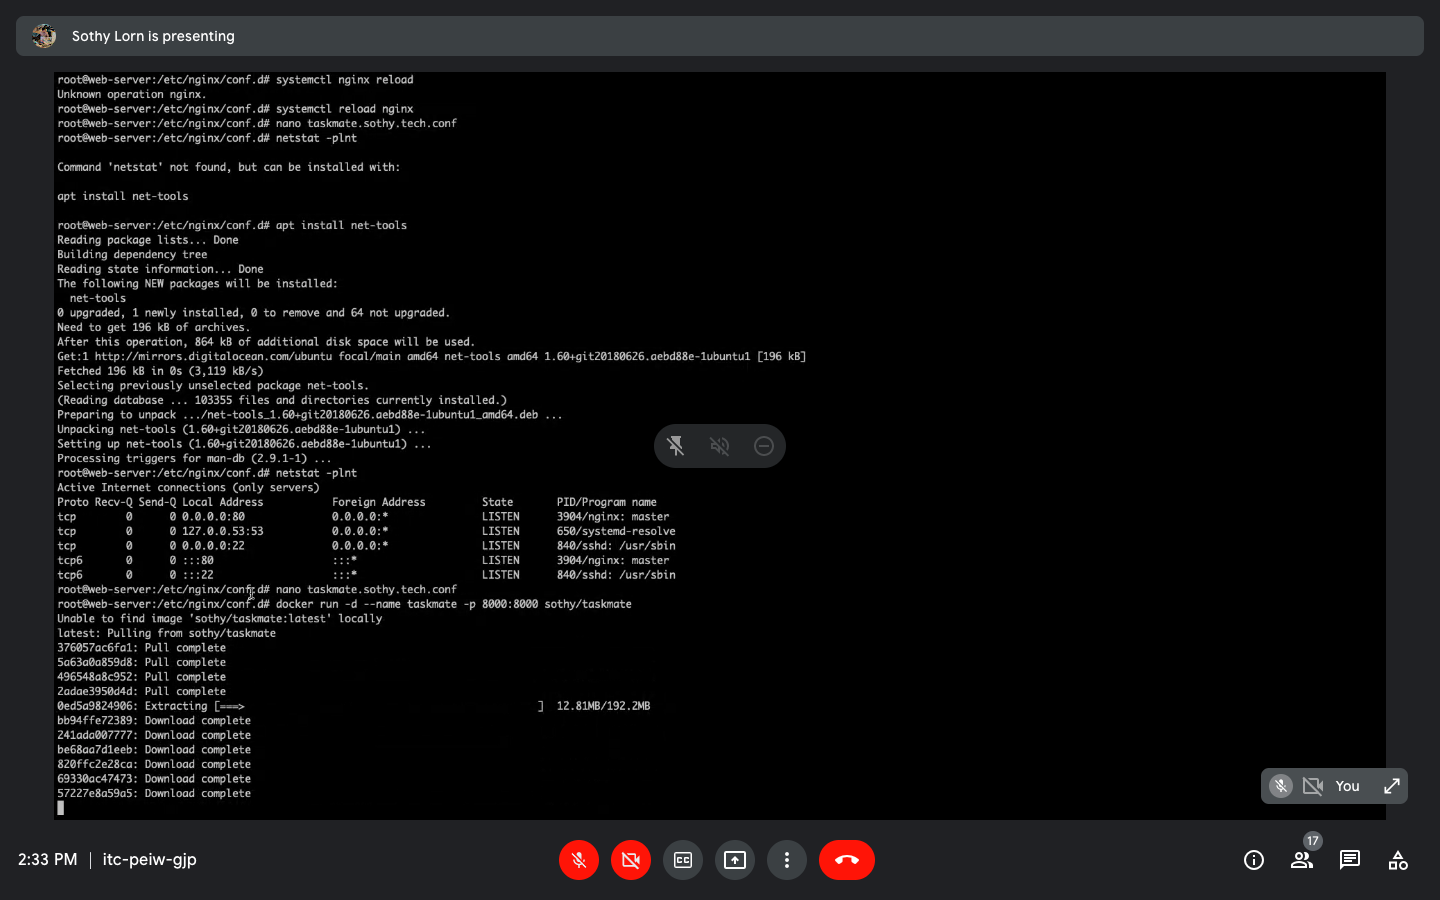 Sothy Lorn is presenting
root@web-server:/etc/nginx/conf.d# systemctl nginx reload
Unknown operation nginx.
root@web-server:/etc/nginx/conf.d# systemctl reload nginx
root@web-server:/etc/nginx/conf.d# nano taskmate.sothy.tech.conf
root@web-server:/etc/nginx/conf.d# netstat -plnt
Command 'netstat' not found, but can be installed with:
apt install net-tools
root@web-server:/etc/nginx/conf.d# apt install net-tools
Reading package lists... Done
Building dependency tree
Reading state information... Done
The following NEW packages will be installed:
net-tools
0 upgraded, 1 newly installed, 0 to remove and 64 not upgraded.
Need to get 196 kB of archives.
After this operation, 864 kB of additional disk space will be used.
Get:1 http://mirrors.digitalocean.com/ubuntu focal/main amd64 net-tools amd64 1.60+git20180626.aebd88e-1ubuntu1 [196 kB]
Fetched 196 kB in 0s (3,119 kB/s)
Selecting previously unselected package net-tools.
(Reading database ... 103355 files and directories currently installed.)
Preparing to unpack .../net-tools_1.60+git20180626.aebd88e-1ubuntu1_amd64.deb ...
Unpacking net-tools (1.60+git20180626.aebd88e-1ubuntu1) ...
Setting up net-tools (1.60+git20180626.aebd88e-1ubuntu1) ...
Processing triggers for man-db (2.9.1-1) ...
root@web-server:/etc/nginx/conf.d# netstat -plnt
Active Internet connections (only servers)
Proto Recv-Q Send-Q Local Address Foreign Address State PID/Program name
tcp 0 0 0.0.0.0:80 0.0.0.0:* LISTEN 3904/nginx: master
tcp 0 0 127.0.0.53:53 0.0.0.0:* LISTEN 650/systemd-resolve
tcp 0 0 0.0.0.0:22 0.0.0.0:* LISTEN 840/sshd: /usr/sbin
tcp6 0 0 :::80 :::* LISTEN 3904/nginx: master
tcp6 0 0 :::22 :::* LISTEN 840/sshd: /usr/sbin
root@web-server:/etc/nginx/conf.d# nano taskmate.sothy.tech.conf
root@web-server:/etc/nginx/conf.d# docker run -d --name taskmate -p 8000:8000 sothy/taskmate
Unable to find image 'sothy/taskmate:latest' locally
latest: Pulling from sothy/taskmate
376057ac6fa1: Pull complete
5a63a0a859d8: Pull complete
496548a8c952: Pull complete
2adae3950d4d: Pull complete
0ed5a9824906: Extracting [===> ] 12.81MB/192.2MB
bb94ffe72389: Download complete
241ada007777: Download complete
be68aa7d1eeb: Download complete
820ffc2e28ca: Download complete
69330ac47473: Download complete
57227e8a59a5: Download complete
You
2:33 PM | itc-peiw-gjp
CC
17